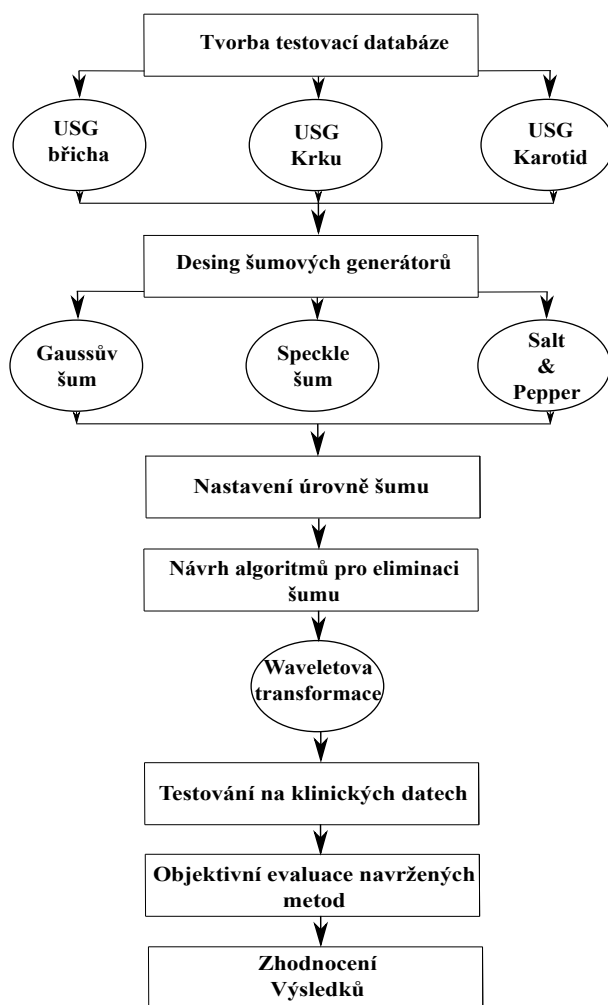 Tvorba testovací databáze
USG
břicha
USG
Krku
USG
Karotid
Desing šumových generátorů
Gaussův
šum
Speckle
šum
Salt
&
Pepper
Nastavení úrovně šumu
Návrh algoritmů pro eliminaci
šumu
Waveletova
transformace
Testování na klinických datech
Objektivní evaluace navržených
metod
Zhodnocení
Výsledků